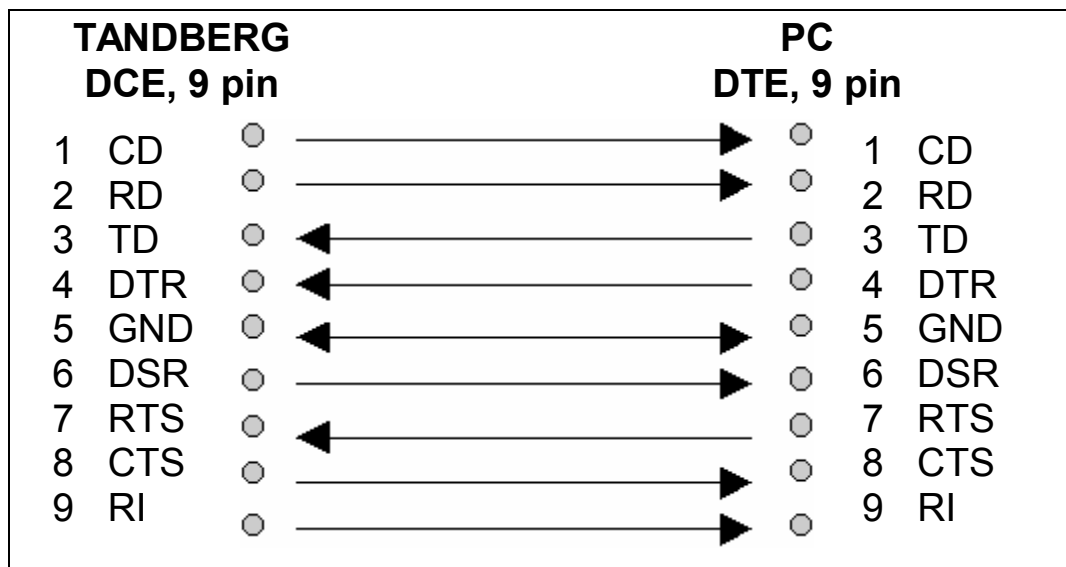 TANDBERG PC
DCE, 9 pin DTE, 9 pin
1 CD 1 CD
2 RD 2 RD
3 TD 3 TD
4 DTR 4 DTR
5 GND 5 GND
6 DSR 6 DSR
7 RTS 7 RTS
8 CTS 8 CTS
9 RI 9 RI